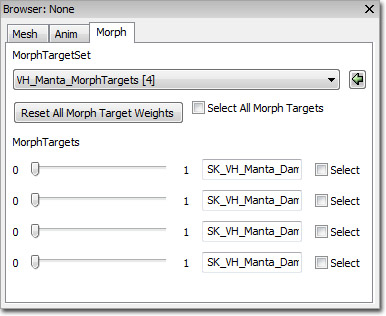 Browser: None
Mesh Anim Morph
MorphTargetSet
VH_Manta_MorphTargets [4]
Reset All Morph Target Weights Select All Morph Targets
MorphTargets
0 1 SK_VH_Manta_Dam Select
0 1 SK_VH_Manta_Dam Select
0 1 SK_VH_Manta_Dam Select
0 1 SK_VH_Manta_Dam Select